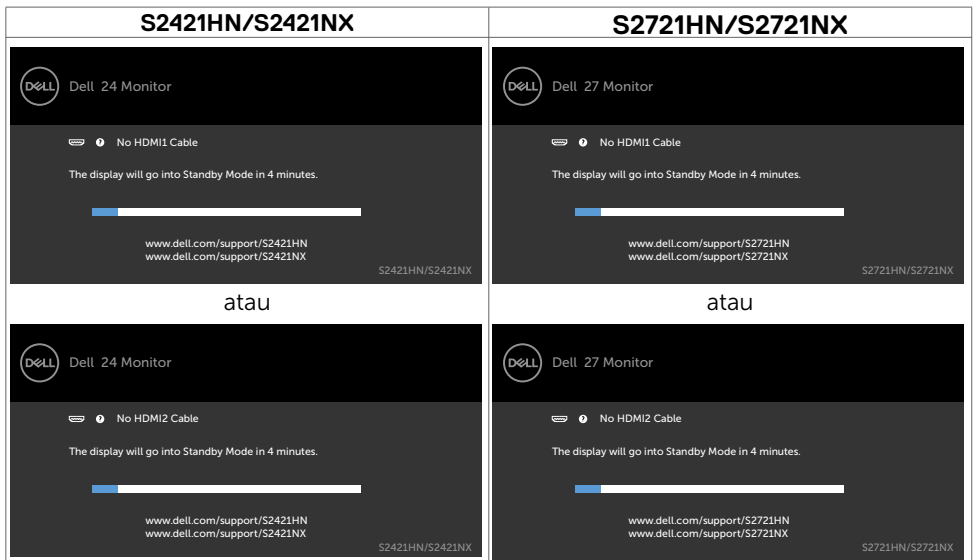 S2421HN/S2421NX
S2721HN/S2721NX
DELL
Dell 24 Monitor
? No HDMI1 Cable
The display will go into Standby Mode in 4 minutes.
www.dell.com/support/S2421HN
www.dell.com/support/S2421NX
S2421HN/S2421NX
DELL
Dell 27 Monitor
? No HDMI1 Cable
The display will go into Standby Mode in 4 minutes.
www.dell.com/support/S2721HN
www.dell.com/support/S2721NX
S2721HN/S2721NX
atau
atau
DELL
Dell 24 Monitor
? No HDMI2 Cable
The display will go into Standby Mode in 4 minutes.
www.dell.com/support/S2421HN
www.dell.com/support/S2421NX
S2421HN/S2421NX
DELL
Dell 27 Monitor
? No HDMI2 Cable
The display will go into Standby Mode in 4 minutes.
www.dell.com/support/S2721HN
www.dell.com/support/S2721NX
S2721HN/S2721NX